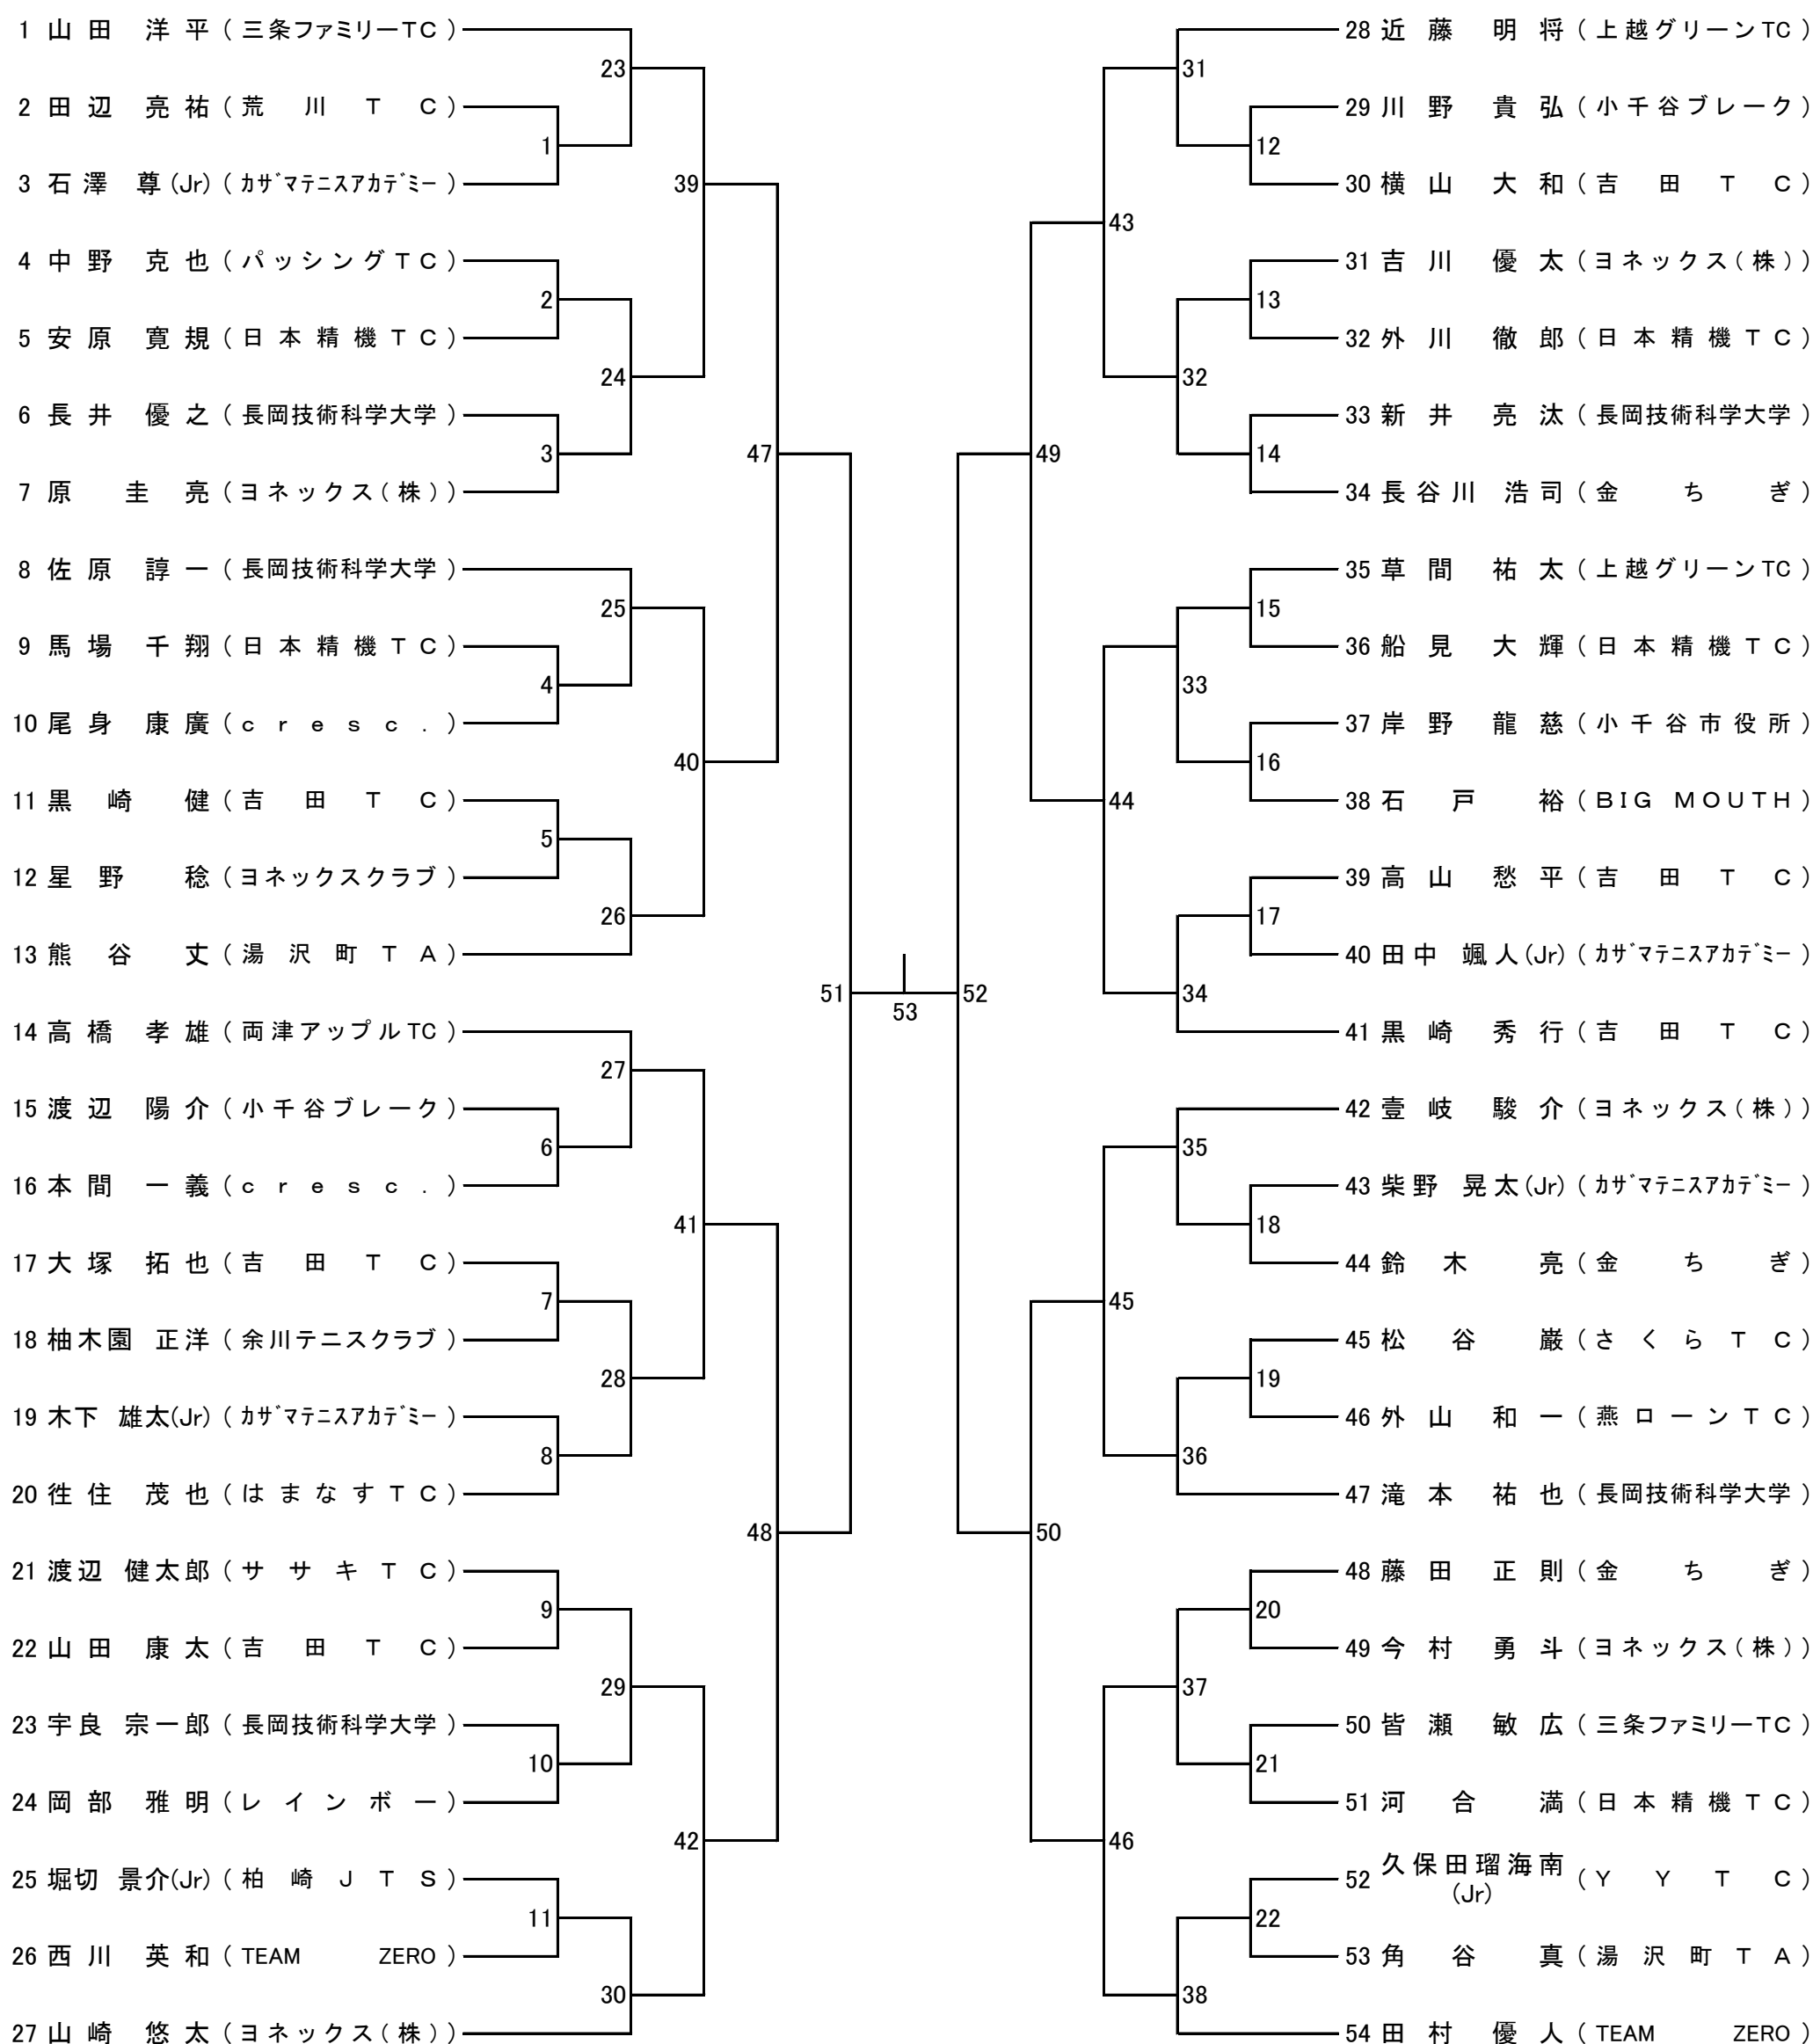 1 山田 洋平 ( 三条ファミリーTC )
2 田辺 亮祐 ( 荒川TC )
3 石澤 尊(Jr) ( カザマテニスアカデミー )
4 中野 克也 ( パッシングTC )
5 安原 寛規 ( 日本精機TC )
6 長井 優之 ( 長岡技術科学大学 )
7 原 圭亮 ( ヨネックス(株) )
8 佐原 諄一 ( 長岡技術科学大学 )
9 馬場 千翔 ( 日本精機TC )
10 尾身 康廣 ( cresc. )
11 黒崎 健 ( 吉田TC )
12 星野 稔 ( ヨネックスクラブ )
13 熊谷 丈 ( 湯沢町TA )
14 高橋 孝雄 ( 両津アップルTC )
15 渡辺 陽介 ( 小千谷ブレーク )
16 本間 一義 ( cresc. )
17 大塚 拓也 ( 吉田TC )
18 柚木園 正洋 ( 余川テニスクラブ )
19 木下 雄太(Jr) ( カザマテニスアカデミー )
20 徃住 茂也 ( はまなすTC )
21 渡辺 健太郎 ( ササキTC )
22 山田 康太 ( 吉田TC )
23 宇良 宗一郎 ( 長岡技術科学大学 )
24 岡部 雅明 ( レインボー )
25 堀切 景介(Jr) ( 柏崎JTS )
26 西川 英和 ( TEAM ZERO )
27 山崎 悠太 ( ヨネックス(株) )
1
2
3
4
5
6
7
8
9
10
11
23
24
25
26
27
28
29
30
39
40
41
42
47
48
51
53
52
49
50
43
44
45
46
31
32
33
34
35
36
37
38
12
13
14
15
16
17
18
19
20
21
22
28 近藤 明将 ( 上越グリーンTC )
29 川野 貴弘 ( 小千谷ブレーク )
30 横山 大和 ( 吉田TC )
31 吉川 優太 ( ヨネックス(株) )
32 外川 徹郎 ( 日本精機TC )
33 新井 亮汰 ( 長岡技術科学大学 )
34 長谷川 浩司 ( 金ちぎ )
35 草間 祐太 ( 上越グリーンTC )
36 船見 大輝 ( 日本精機TC )
37 岸野 龍慈 ( 小千谷市役所 )
38 石戸 裕 ( BIG MOUTH )
39 高山 愁平 ( 吉田TC )
40 田中 颯人(Jr) ( カザマテニスアカデミー )
41 黒崎 秀行 ( 吉田TC )
42 壹岐 駿介 ( ヨネックス(株) )
43 柴野 晃太(Jr) ( カザマテニスアカデミー )
44 鈴木 亮 ( 金ちぎ )
45 松谷 巌 ( さくらTC )
46 外山 和一 ( 燕ローンTC )
47 滝本 祐也 ( 長岡技術科学大学 )
48 藤田 正則 ( 金ちぎ )
49 今村 勇斗 ( ヨネックス(株) )
50 皆瀬 敏広 ( 三条ファミリーTC )
51 河合 満 ( 日本精機TC )
52 久保田瑠海南 ( YYTC )
(Jr)
53 角谷 真 ( 湯沢町TA )
54 田村 優人 ( TEAM ZERO )